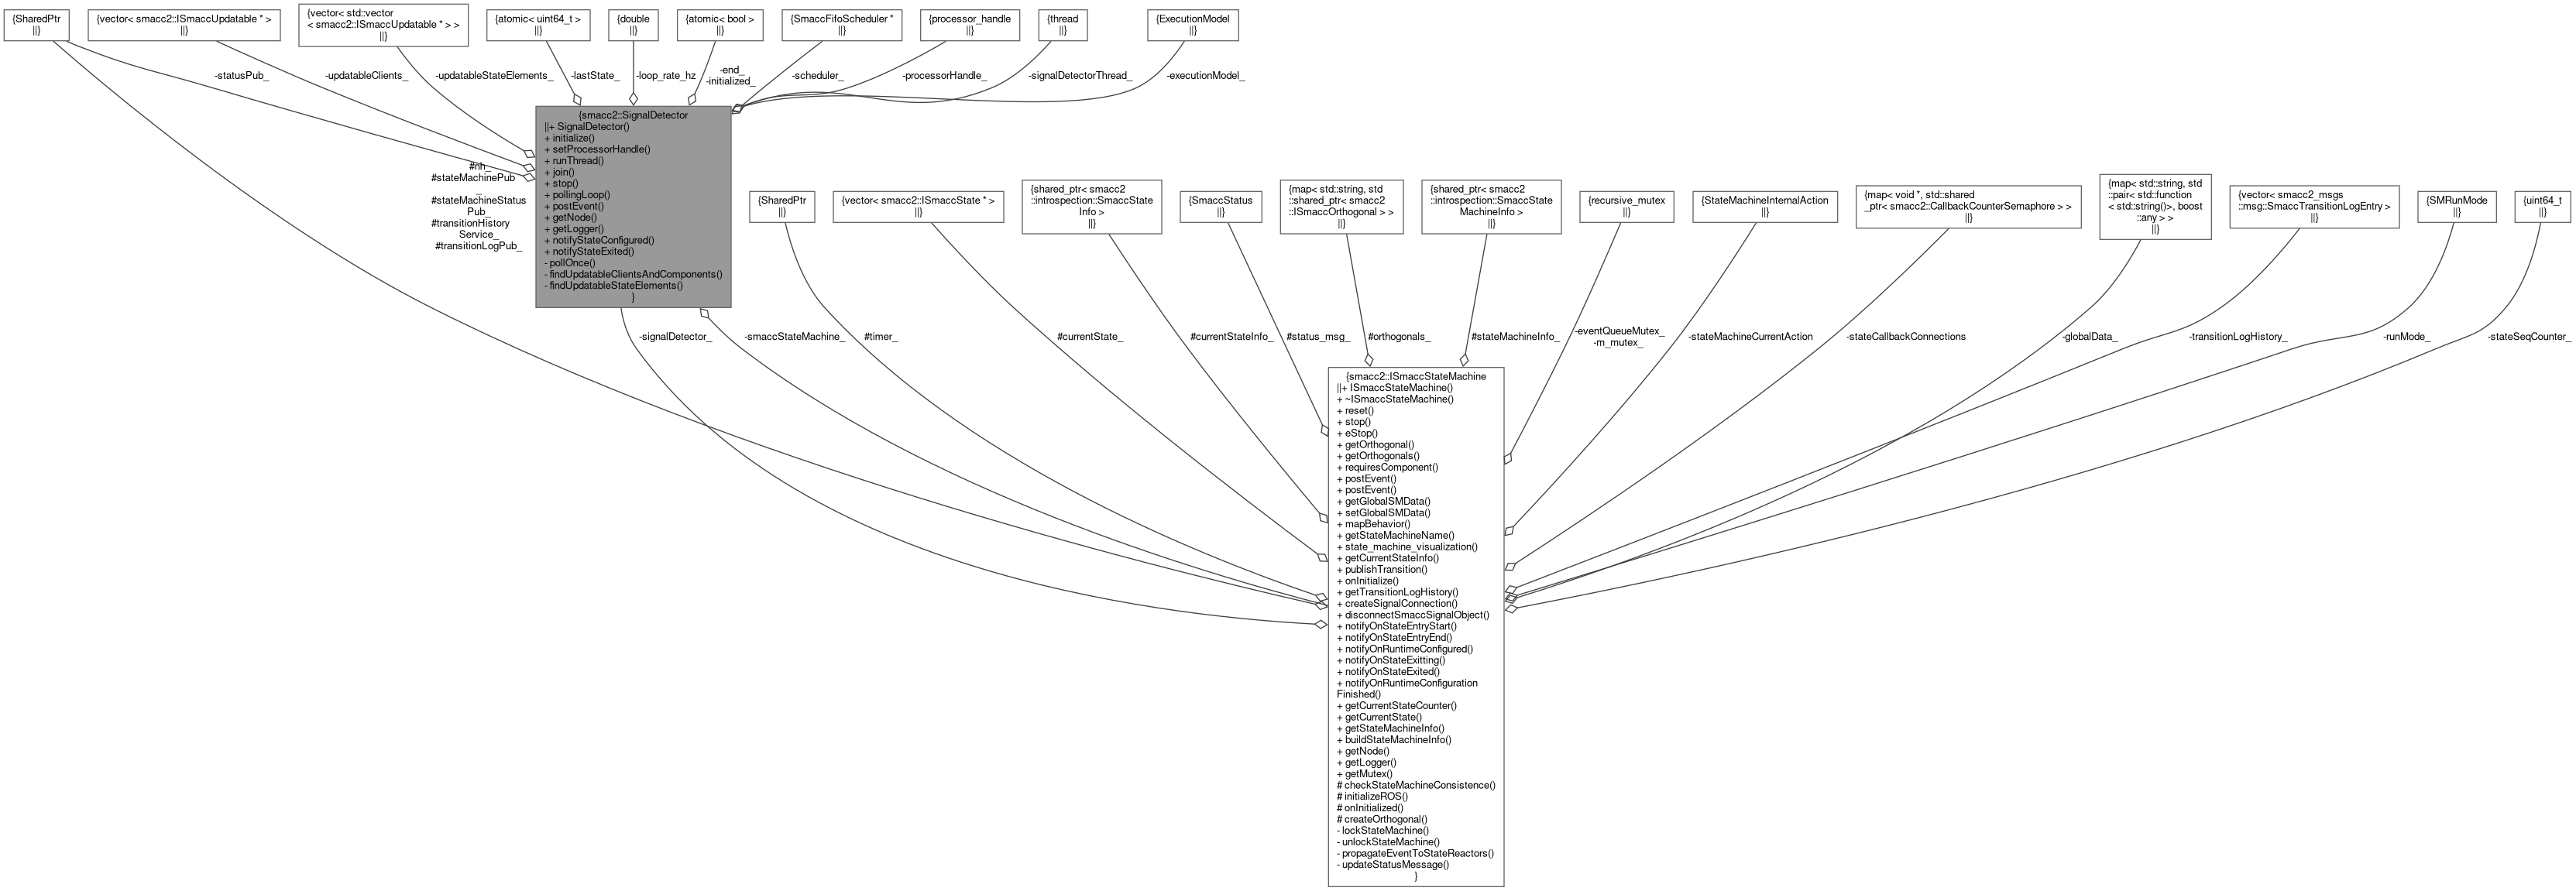 {SharedPtr
||}
{vector< smacc2::ISmaccUpdatable * >
||}
{vector< std::vector
< smacc2::ISmaccUpdatable * > >
||}
{atomic< uint64_t >
||}
{double
||}
{atomic< bool >
||}
{SmaccFifoScheduler *
||}
{processor_handle
||}
{thread
||}
{ExecutionModel
||}
-statusPub_
-updatableClients_
-updatableStateElements_
-lastState_
-loop_rate_hz
-end_
-initialized_
-scheduler_
-processorHandle_
-signalDetectorThread_
-executionModel_
{smacc2::SignalDetector
||+ SignalDetector()
+ initialize()
+ setProcessorHandle()
+ runThread()
+ join()
+ stop()
+ pollingLoop()
+ postEvent()
+ getNode()
+ getLogger()
+ notifyStateConfigured()
+ notifyStateExited()
- pollOnce()
- findUpdatableClientsAndComponents()
- findUpdatableStateElements()
}
#nh_
#stateMachinePub
_
#stateMachineStatus
Pub_
#transitionHistory
Service_
#transitionLogPub_
{SharedPtr
||}
{vector< smacc2::ISmaccState * >
||}
{shared_ptr< smacc2
::introspection::SmaccState
Info >
||}
{SmaccStatus
||}
{map< std::string, std
::shared_ptr< smacc2
::ISmaccOrthogonal > >
||}
{shared_ptr< smacc2
::introspection::SmaccState
MachineInfo >
||}
{recursive_mutex
||}
{StateMachineInternalAction
||}
{map< void *, std::shared
_ptr< smacc2::CallbackCounterSemaphore > >
||}
{map< std::string, std
::pair< std::function
< std::string()>, boost
::any > >
||}
{vector< smacc2_msgs
::msg::SmaccTransitionLogEntry >
||}
{SMRunMode
||}
{uint64_t
||}
-signalDetector_
-smaccStateMachine_
#timer_
#currentState_
#currentStateInfo_
#status_msg_
#orthogonals_
#stateMachineInfo_
-eventQueueMutex_
-m_mutex_
-stateMachineCurrentAction
-stateCallbackConnections
-globalData_
-transitionLogHistory_
-runMode_
-stateSeqCounter_
{smacc2::ISmaccStateMachine
||+ ISmaccStateMachine()
+ ~ISmaccStateMachine()
+ reset()
+ stop()
+ eStop()
+ getOrthogonal()
+ getOrthogonals()
+ requiresComponent()
+ postEvent()
+ postEvent()
+ getGlobalSMData()
+ setGlobalSMData()
+ mapBehavior()
+ getStateMachineName()
+ state_machine_visualization()
+ getCurrentStateInfo()
+ publishTransition()
+ onInitialize()
+ getTransitionLogHistory()
+ createSignalConnection()
+ disconnectSmaccSignalObject()
+ notifyOnStateEntryStart()
+ notifyOnStateEntryEnd()
+ notifyOnRuntimeConfigured()
+ notifyOnStateExitting()
+ notifyOnStateExited()
+ notifyOnRuntimeConfiguration
Finished()
+ getCurrentStateCounter()
+ getCurrentState()
+ getStateMachineInfo()
+ buildStateMachineInfo()
+ getNode()
+ getLogger()
+ getMutex()
# checkStateMachineConsistence()
# initializeROS()
# onInitialized()
# createOrthogonal()
- lockStateMachine()
- unlockStateMachine()
- propagateEventToStateReactors()
- updateStatusMessage()
}